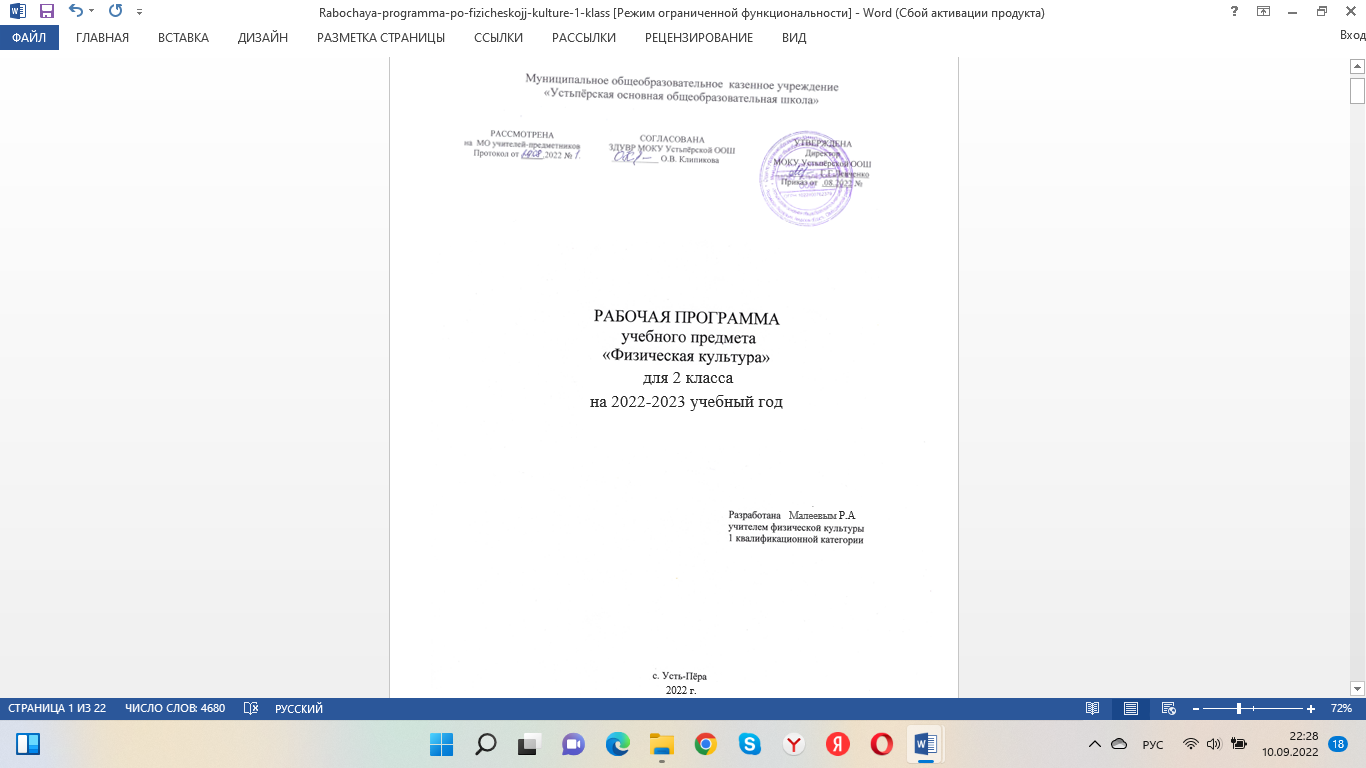 Rabochaya-programma-po-fizicheskojj-kulture-1-klass [Режим ограниченной функциональности] - Word (Сбой активации продукта)
ФАЙЛ ГЛАВНАЯ ВСТАВКА ДИЗАЙН РАЗМЕТКА СТРАНИЦЫ ССЫЛКИ РАССЫЛКИ РЕЦЕНЗИРОВАНИЕ ВИД Вход
Муниципальное общеобразовательное казенное учреждение
«Устьпёрская основная общеобразовательная школа»
РАССМОТРЕНА
на МО учителей-предметников
Протокол от 2022 № 1
СОГЛАСОВАНА
ЗДУВР МОКУ Устьпёрской ООШ
О.В. Клипикова
УТВЕРЖДЕНА
Директор
МОКУ Устьпёрской ООШ
Левченко
Приказ от .08.2022 №
РАБОЧАЯ ПРОГРАММА
учебного предмета
«Физическая культура»
для 2 класса
на 2022-2023 учебный год
Разработана Малеевым Р.А
учителем физической культуры
1 квалификационной категории
с. Усть-Пёра
2022 г.
СТРАНИЦА 1 ИЗ 22 ЧИСЛО СЛОВ: 4680 РУССКИЙ 72%
РУС 22:28 18
10.09.2022